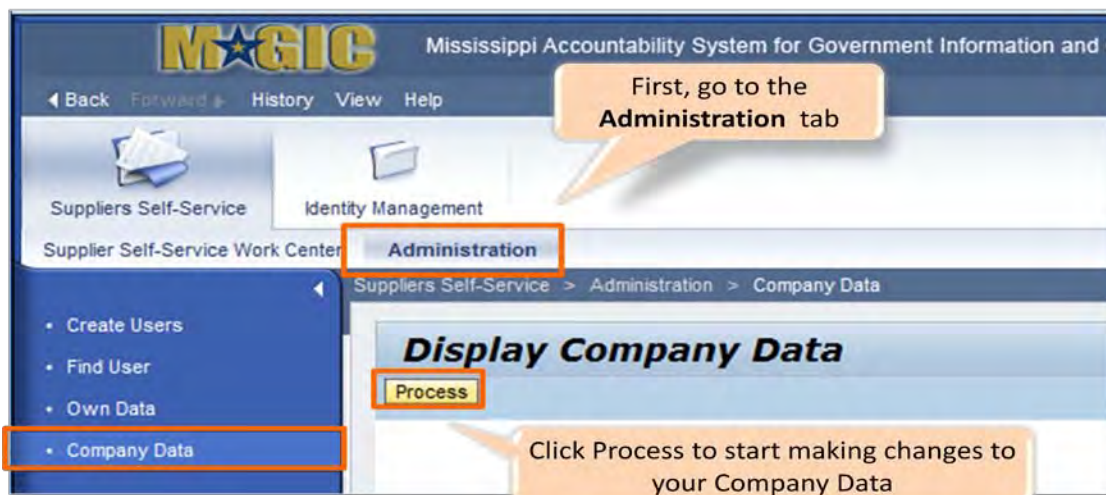 MAGIC Mississippi Accountability System for Government Information and
Back Forward History View Help
First, go to the
Administration tab
Suppliers Self-Service Identity Management
Supplier Self-Service Work Center Administration
Suppliers Self-Service > Administration > Company Data
• Create Users
• Find User
• Own Data
• Company Data
Display Company Data
Process
Click Process to start making changes to
your Company Data